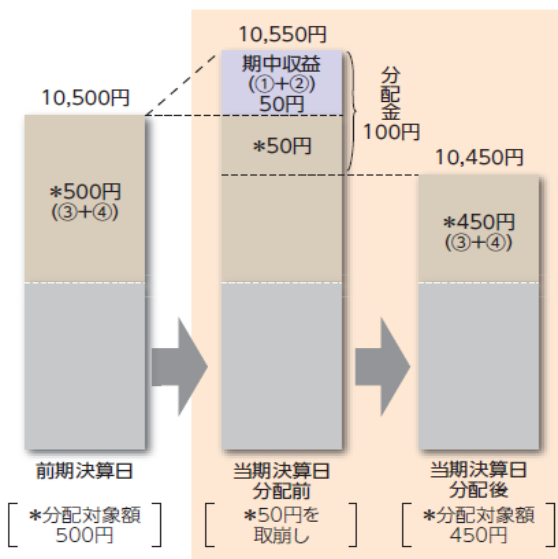 10,550円
期中収益
(①+②)
50円
分配金
100円
10,500円
*50円
10,450円
*500円
(③+④)
*450円
(③+④)
前期決算日
当期決算日
分配前
当期決算日
分配後
*分配対象額
500円
*50円を
取崩し
*分配対象額
450円